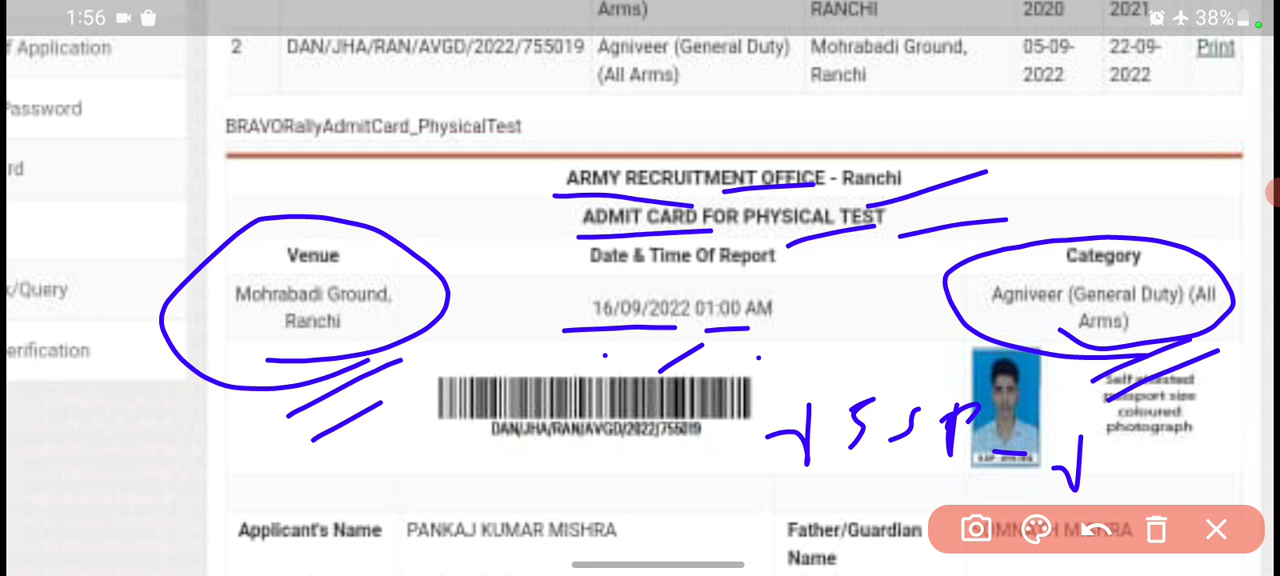 1:56 38%
Arms) RANCHI 2020 2021
f Application 2 DAN/JHA/RAN/AVGD/2022/755019 Agniveer (General Duty) Mohrabadi Ground, 05-09- 22-09- Print
(All Arms) Ranchi 2022 2022
Password
BRAVORallyAdmitCard_PhysicalTest
rd
ARMY RECRUITMENT OFFICE - Ranchi
ADMIT CARD FOR PHYSICAL TEST
Venue Date & Time Of Report Category
/Query Mohrabadi Ground, 16/09/2022 01:00 AM Agniveer (General Duty) (All
Ranchi Arms)
erification
Self attested
passport size
coloured
photograph
DAN/JHA/RAN/AVGD/2022/755019
SSP
Applicant's Name PANKAJ KUMAR MISHRA Father/Guardian MISHRA
Name